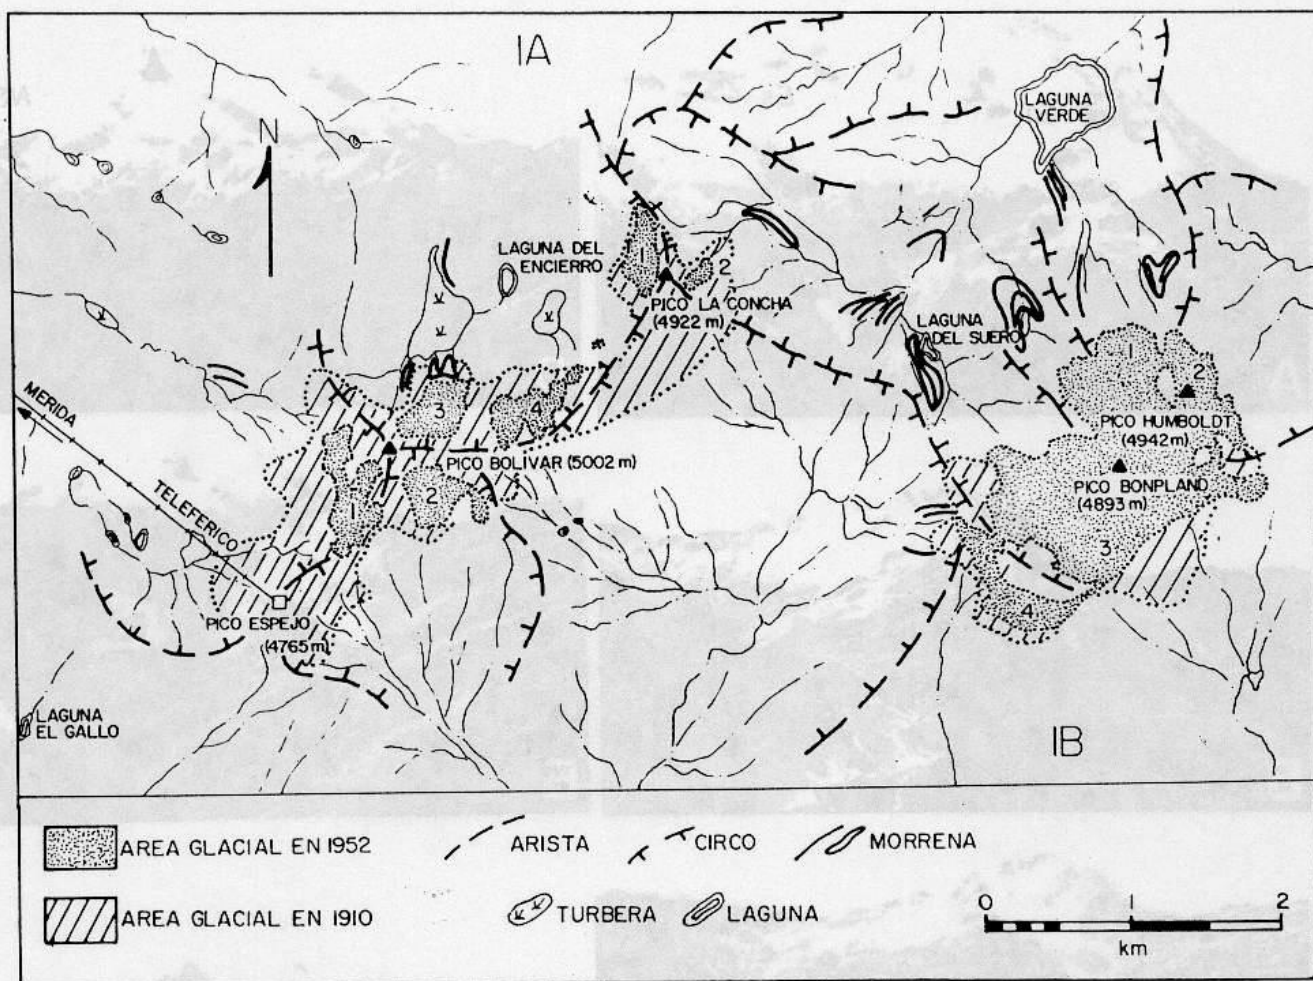 IA
LAGUNA
VERDE
N
LAGUNA DEL
ENCIERRO
1
2
PICO LA CONCHA
(4922 m)
LAGUNA
DEL SUERO
1
2
MERIDA
3
4
PICO HUMBOLDT
(4942m)
PICO BOLIVAR (5002 m)
PICO BONPLAND
(4893 m)
TELEFERICO
1
2
3
4
PICO ESPEJO
(4765m)
LAGUNA
EL GALLO
IB
AREA GLACIAL EN 1952
ARISTA
CIRCO
MORRENA
AREA GLACIAL EN 1910
TURBERA
LAGUNA
0 1 2
km